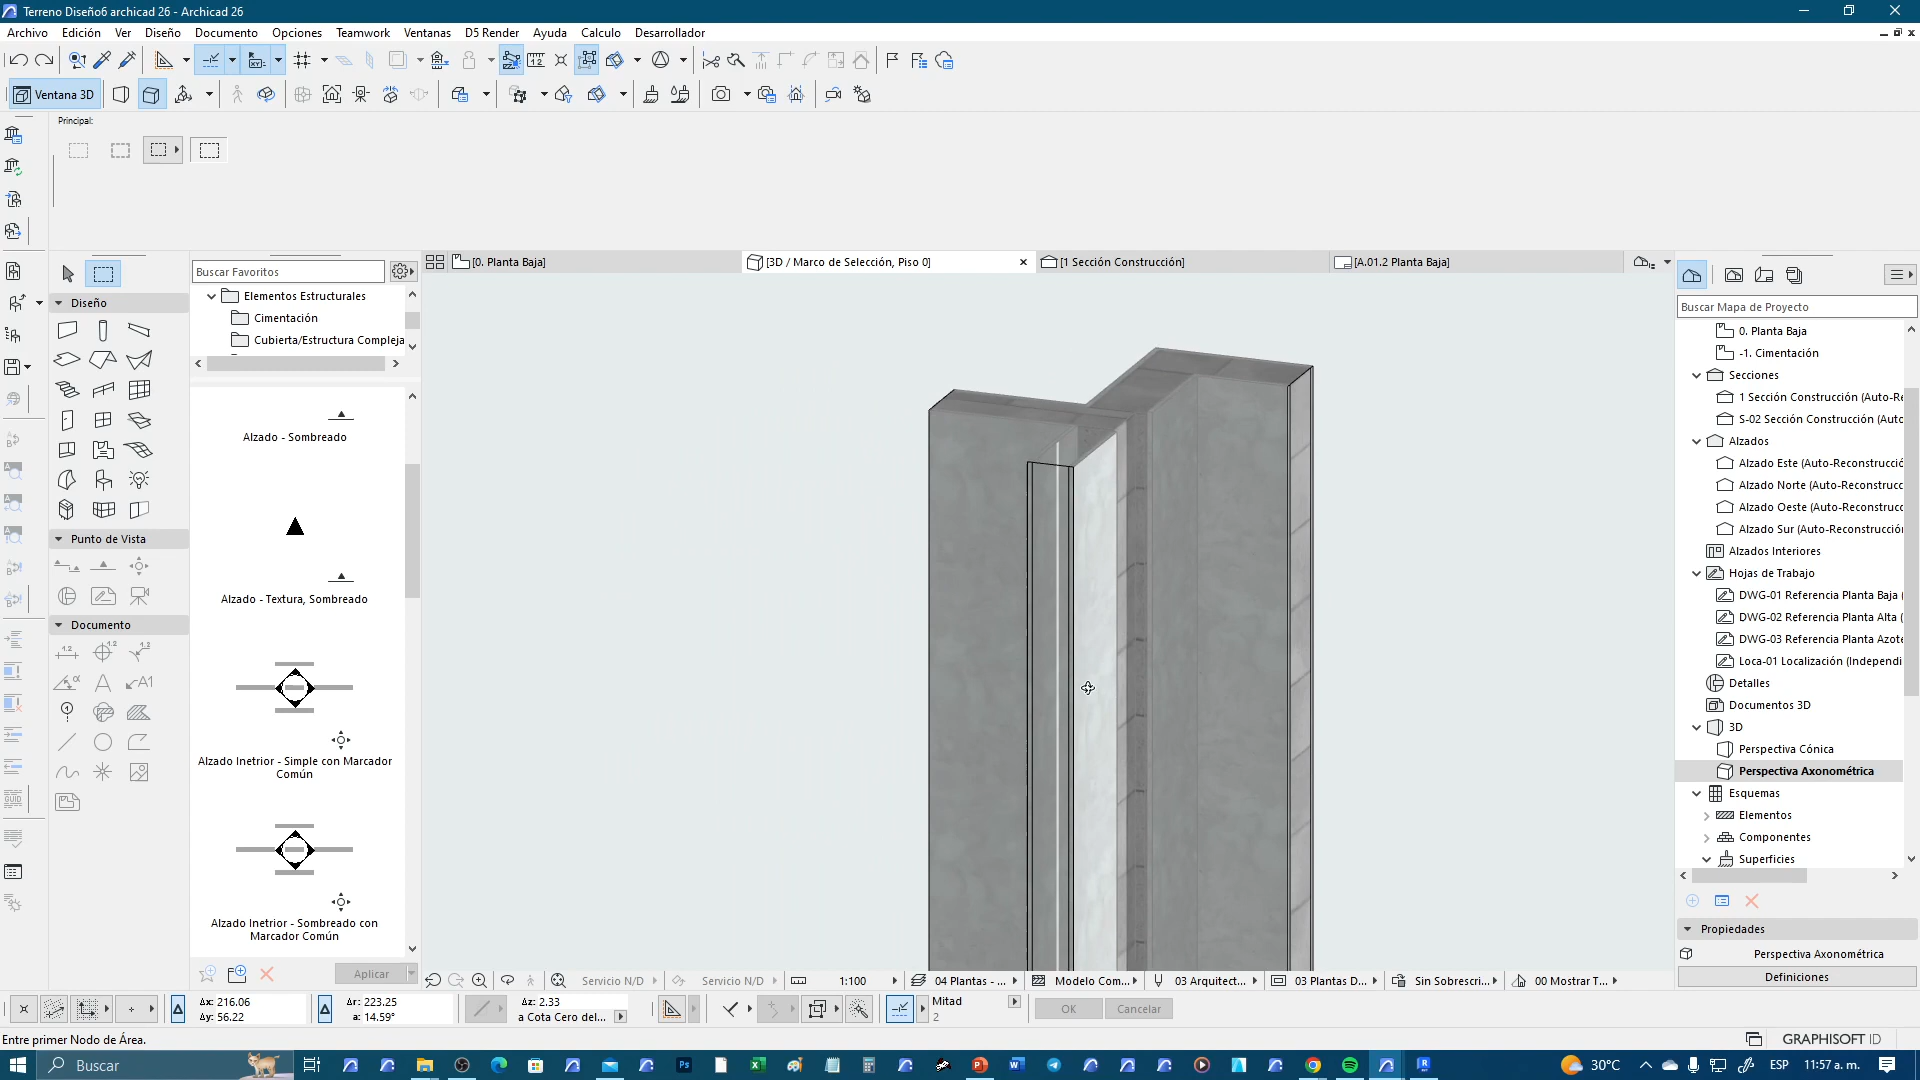 Terreno Diseño6 archicad 26 - Archicad 26
Archivo Edición Ver Diseño Documento Opciones Teamwork Ventanas D5 Render Ayuda Calculo Desarrollador
Ventana 3D
Principal:
[0. Planta Baja]
[3D / Marco de Selección, Piso 0]
[1 Sección Construcción]
[A.01.2 Planta Baja]
Buscar Favoritos
Elementos Estructurales
Cimentación
Cubierta/Estructura Compleja
Diseño
Punto de Vista
Documento
Alzado - Sombreado
Alzado - Textura, Sombreado
Alzado Inetrior - Simple con Marcador
Común
Alzado Inetrior - Sombreado con
Marcador Común
Aplicar
Buscar Mapa de Proyecto
0. Planta Baja
-1. Cimentación
Secciones
1 Sección Construcción (Auto-Re
S-02 Sección Construcción (Auto
Alzados
Alzado Este (Auto-Reconstrucció
Alzado Norte (Auto-Reconstrucc
Alzado Oeste (Auto-Reconstrucc
Alzado Sur (Auto-Reconstrucción
Alzados Interiores
Hojas de Trabajo
DWG-01 Referencia Planta Baja (
DWG-02 Referencia Planta Alta (
DWG-03 Referencia Planta Azote
Loca-01 Localización (Independi
Detalles
Documentos 3D
3D
Perspectiva Cónica
Perspectiva Axonométrica
Esquemas
Elementos
Componentes
Superficies
Propiedades
Perspectiva Axonométrica
Definiciones
Servicio N/D
Servicio N/D
1:100
04 Plantas - ...
Modelo Com...
03 Arquitect...
03 Plantas D...
Sin Sobrescri...
00 Mostrar T...
Δx: 216.06
Δy: 56.22
Δr: 223.25
a: 14.59°
Δz: 2.33
a Cota Cero del...
Mitad
2
OK
Cancelar
Entre primer Nodo de Área.
GRAPHISOFT ID
Buscar
30°C
ESP
11:57 a. m.